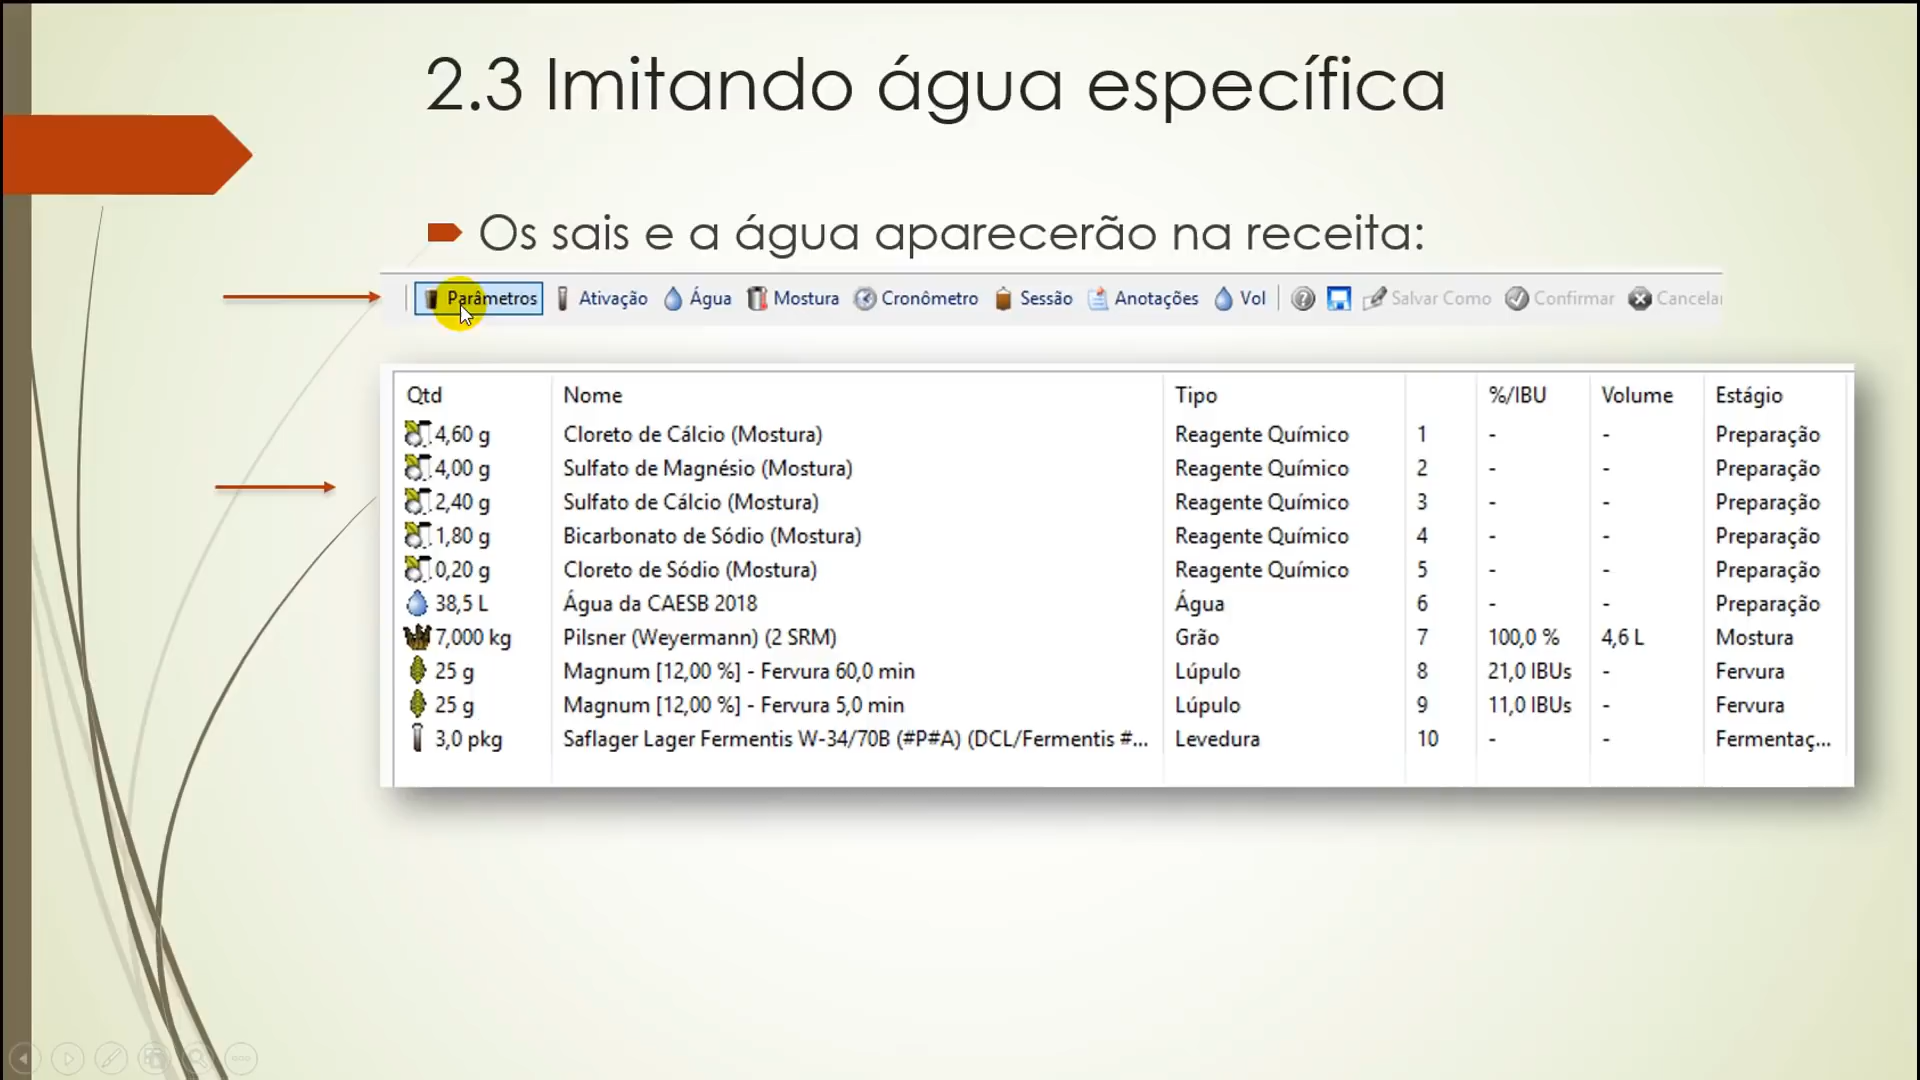 2.3 Imitando água específica
Os sais e a água aparecerão na receita:
Parâmetros Ativação Água Mostura Cronômetro Sessão Anotações Vol Salvar Como Confirmar Cancelar
Qtd Nome Tipo %/IBU Volume Estágio
4,60 g Cloreto de Cálcio (Mostura) Reagente Químico 1 - - Preparação
4,00 g Sulfato de Magnésio (Mostura) Reagente Químico 2 - - Preparação
2,40 g Sulfato de Cálcio (Mostura) Reagente Químico 3 - - Preparação
1,80 g Bicarbonato de Sódio (Mostura) Reagente Químico 4 - - Preparação
0,20 g Cloreto de Sódio (Mostura) Reagente Químico 5 - - Preparação
38,5 L Água da CAESB 2018 Água 6 - - Preparação
7,000 kg Pilsner (Weyermann) (2 SRM) Grão 7 100,0 % 4,6 L Mostura
25 g Magnum [12,00 %] - Fervura 60,0 min Lúpulo 8 21,0 IBUs - Fervura
25 g Magnum [12,00 %] - Fervura 5,0 min Lúpulo 9 11,0 IBUs - Fervura
3,0 pkg Saflager Lager Fermentis W-34/70B (#P#A) (DCL/Fermentis #... Levedura 10 - - Fermentaç...